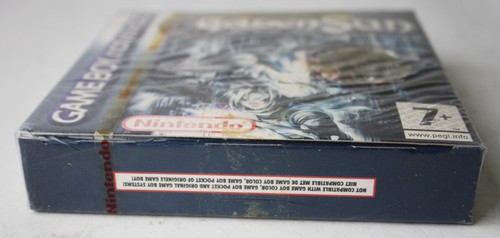 GOLDEN SUN
GAME BOY ADVANCE
Nintendo
7+
www.pegi.info
Nintendo
NOT COMPATIBLE WITH GAME BOY COLOR, GAME BOY POCKET AND ORIGINAL GAME BOY SYSTEMS!
NIET COMPATIBLE MET DE GAME BOY COLOR, GAME BOY POCKET OF ORIGINELE GAME BOY!